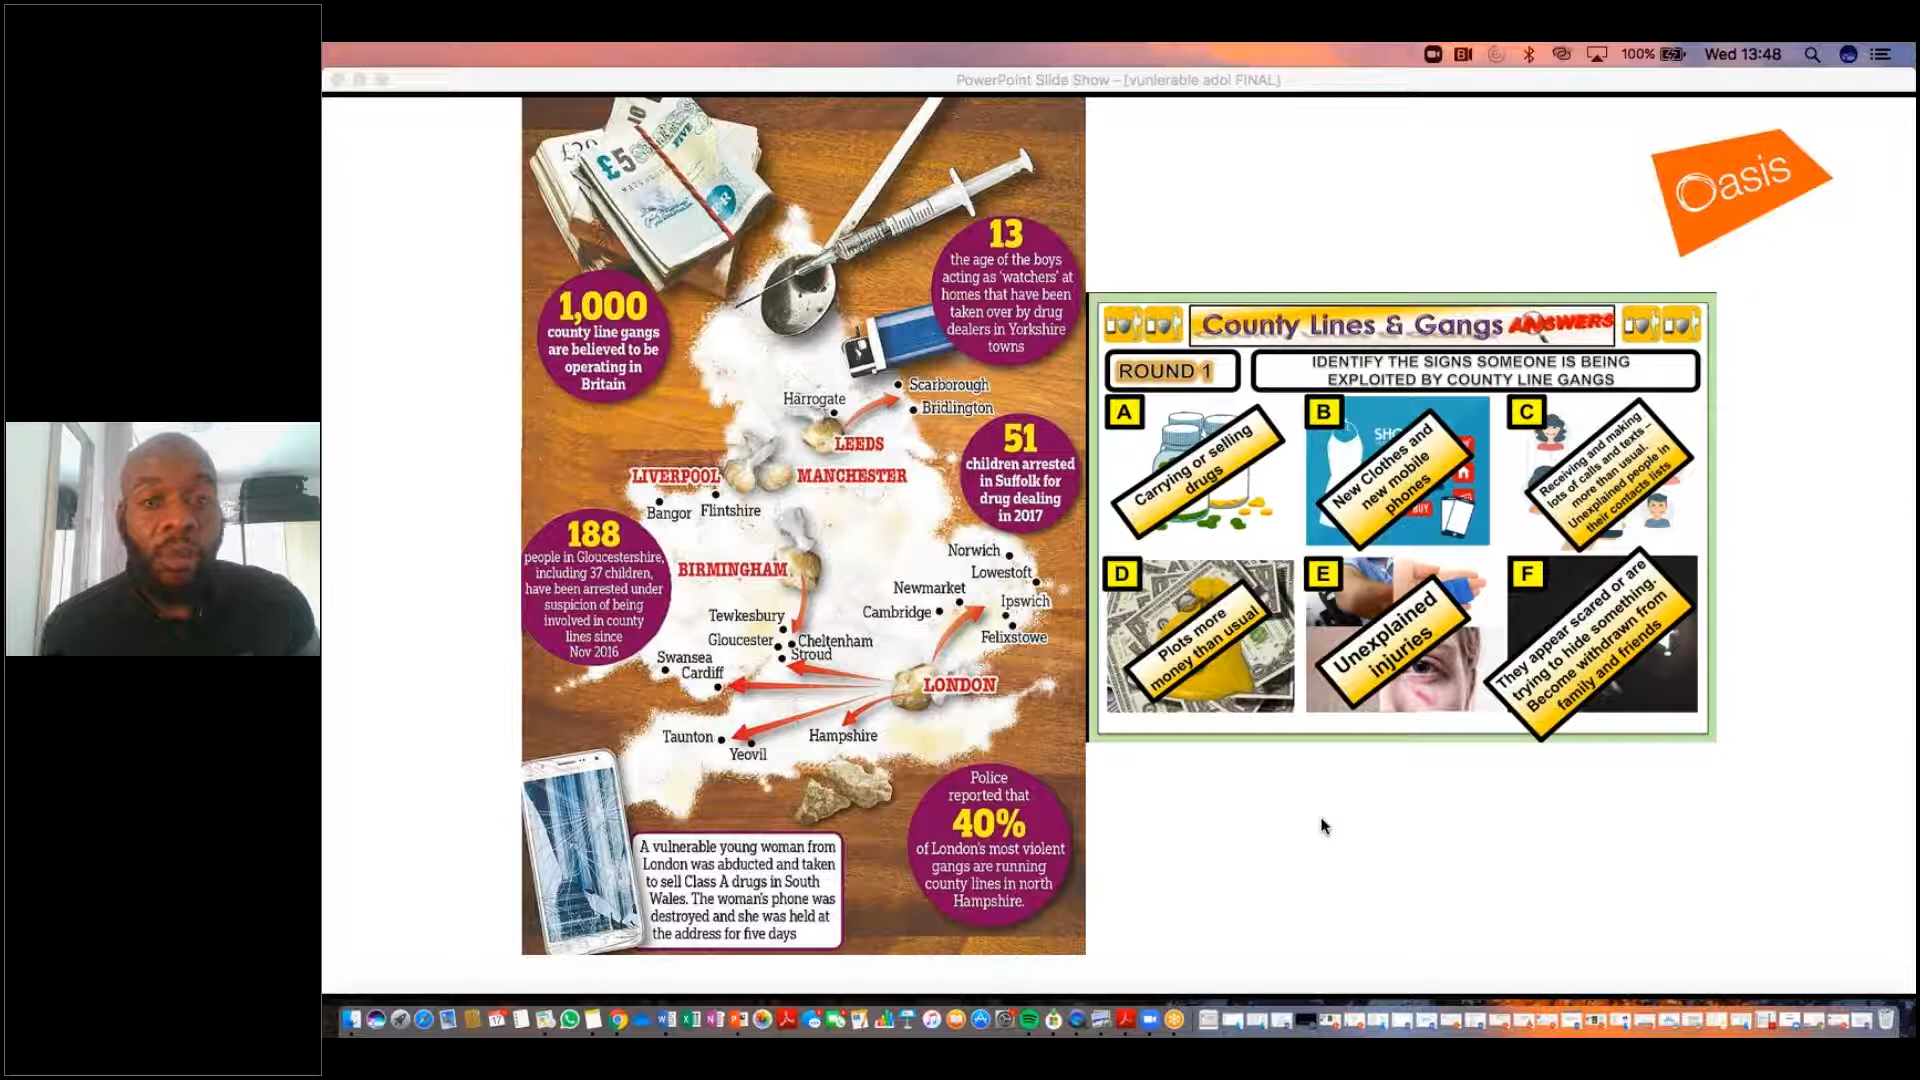 100%
Wed 13:48
PowerPoint Slide Show - [vunlerable adol FINAL]
Oasis
£20
10
£5
FIVE
1,000
county line gangs
are believed to be
operating in
Britain
13
the age of the boys
acting as 'watchers' at
homes that have been
taken over by drug
dealers in Yorkshire
towns
Scarborough
Harrogate
Bridlington
LEEDS
LIVERPOOL
MANCHESTER
Bangor
Flintshire
51
children arrested
in Suffolk for
drug dealing
in 2017
188
people in Gloucestershire,
including 37 children,
have been arrested under
suspicion of being
involved in county
lines since
Nov 2016
BIRMINGHAM
Norwich
Lowestoft
Newmarket
Ipswich
Cambridge
Felixstowe
Tewkesbury
Gloucester
Cheltenham
Stroud
Swansea
Cardiff
LONDON
Taunton
Yeovil
Hampshire
A vulnerable young woman from
London was abducted and taken
to sell Class A drugs in South
Wales. The woman's phone was
destroyed and she was held at
the address for five days
Police
reported that
40%
of London's most violent
gangs are running
county lines in north
Hampshire.
County Lines & Gangs ANSWERS
ROUND 1
IDENTIFY THE SIGNS SOMEONE IS BEING
EXPLOITED BY COUNTY LINE GANGS
A
Carrying or selling
drugs
B
SHO
New Clothes and
new mobile
phones
BUY
C
Receiving and making
lots of calls and texts –
more than usual.
Unexplained people in
their contacts lists
D
Plots more
money than usual
E
Unexplained
injuries
F
They appear scared or are
trying to hide something.
Become withdrawn from
family and friends
17